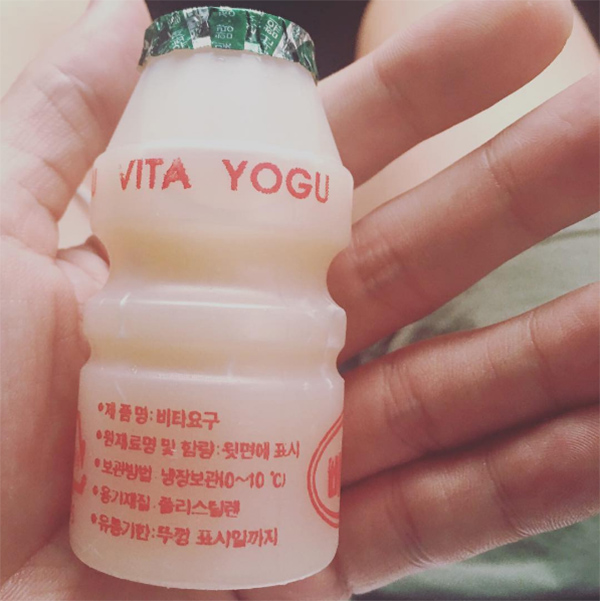 VITA YOGU
•제품명:비타요구
•원재료명 및 함량:윗면에 표시
•보관방법:냉장보관(0~10℃)
•용기재질:폴리스틸렌
•유통기한:뚜껑 표시일까지